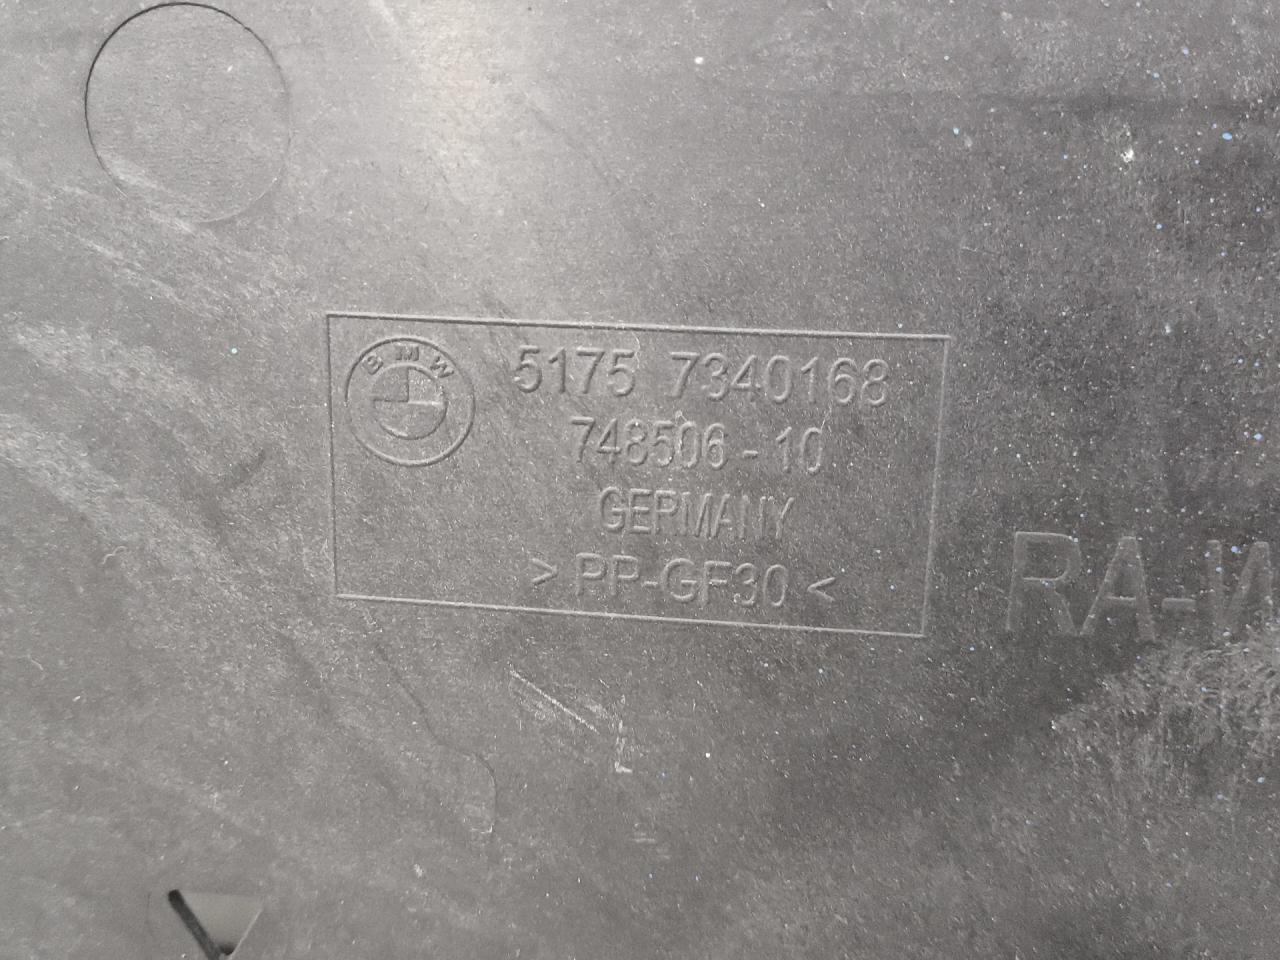 BMW
5175 7340168
748506-10
GERMANY
> PP-GF30 <